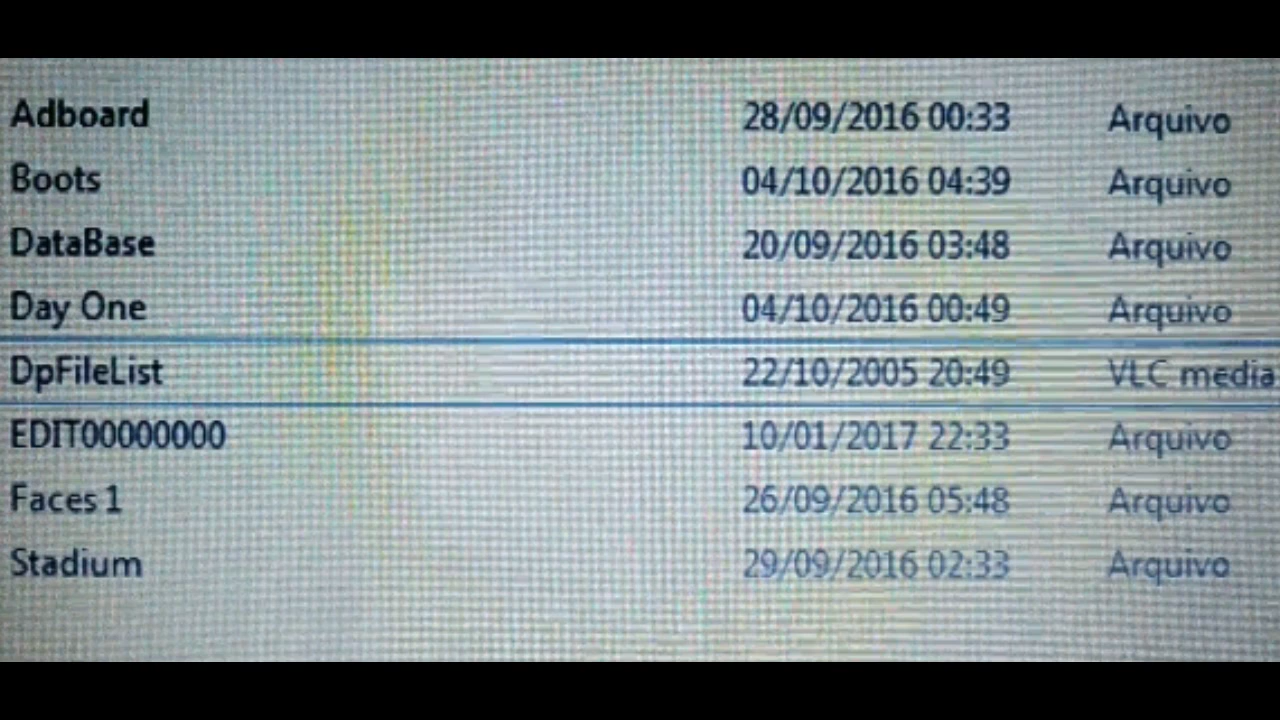 Adboard 28/09/2016 00:33 Arquivo
Boots 04/10/2016 04:39 Arquivo
DataBase 20/09/2016 03:48 Arquivo
Day One 04/10/2016 00:49 Arquivo
DpFileList 22/10/2005 20:49 VLC media
EDIT00000000 10/01/2017 22:33 Arquivo
Faces 1 26/09/2016 05:48 Arquivo
Stadium 29/09/2016 02:33 Arquivo